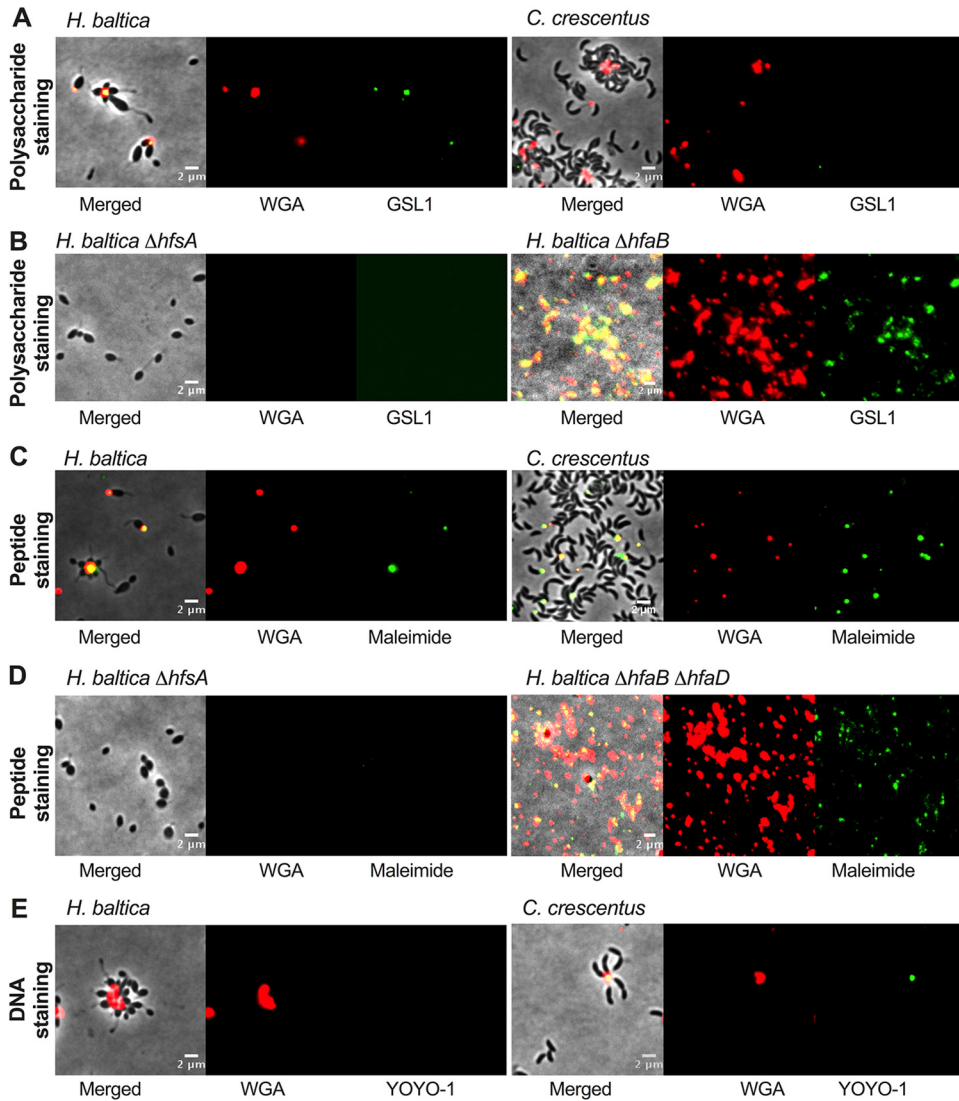 A
H. baltica
C. crescentus
Polysaccharide staining
2 µm
2 µm
Merged WGA GSL1 Merged WGA GSL1
B
H. baltica ΔhfsA
H. baltica ΔhfaB
Polysaccharide staining
2 µm
2 µm
Merged WGA GSL1 Merged WGA GSL1
C
H. baltica
C. crescentus
Peptide staining
2 µm
2 µm
Merged WGA Maleimide Merged WGA Maleimide
D
H. baltica ΔhfsA
H. baltica ΔhfaB ΔhfaD
Peptide staining
2 µm
2 µm
Merged WGA Maleimide Merged WGA Maleimide
E
H. baltica
C. crescentus
DNA staining
2 µm
2 µm
Merged WGA YOYO-1 Merged WGA YOYO-1